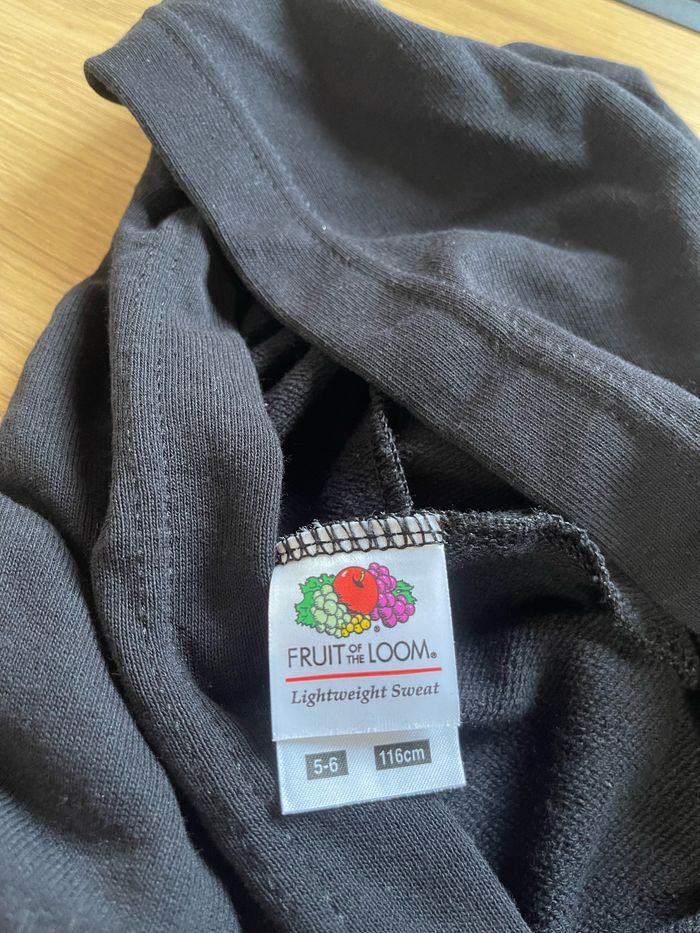 FRUIT OF THE LOOM®
Lightweight Sweat
5-6 116cm